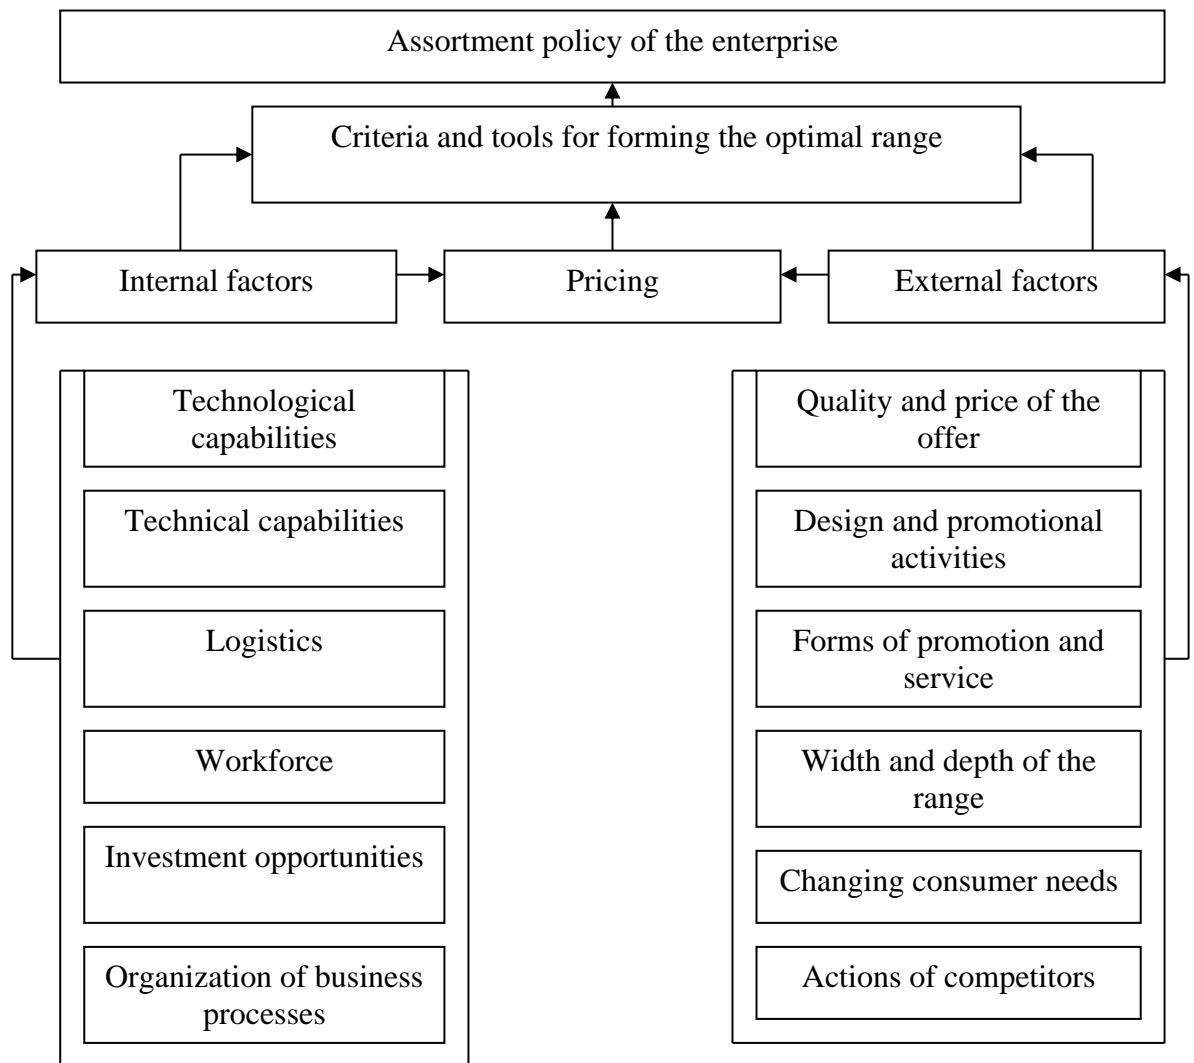 Assortment policy of the enterprise
Criteria and tools for forming the optimal range
Internal factors
Pricing
External factors
Technological
capabilities
Technical capabilities
Logistics
Workforce
Investment opportunities
Organization of business
processes
Quality and price of the
offer
Design and promotional
activities
Forms of promotion and
service
Width and depth of the
range
Changing consumer needs
Actions of competitors